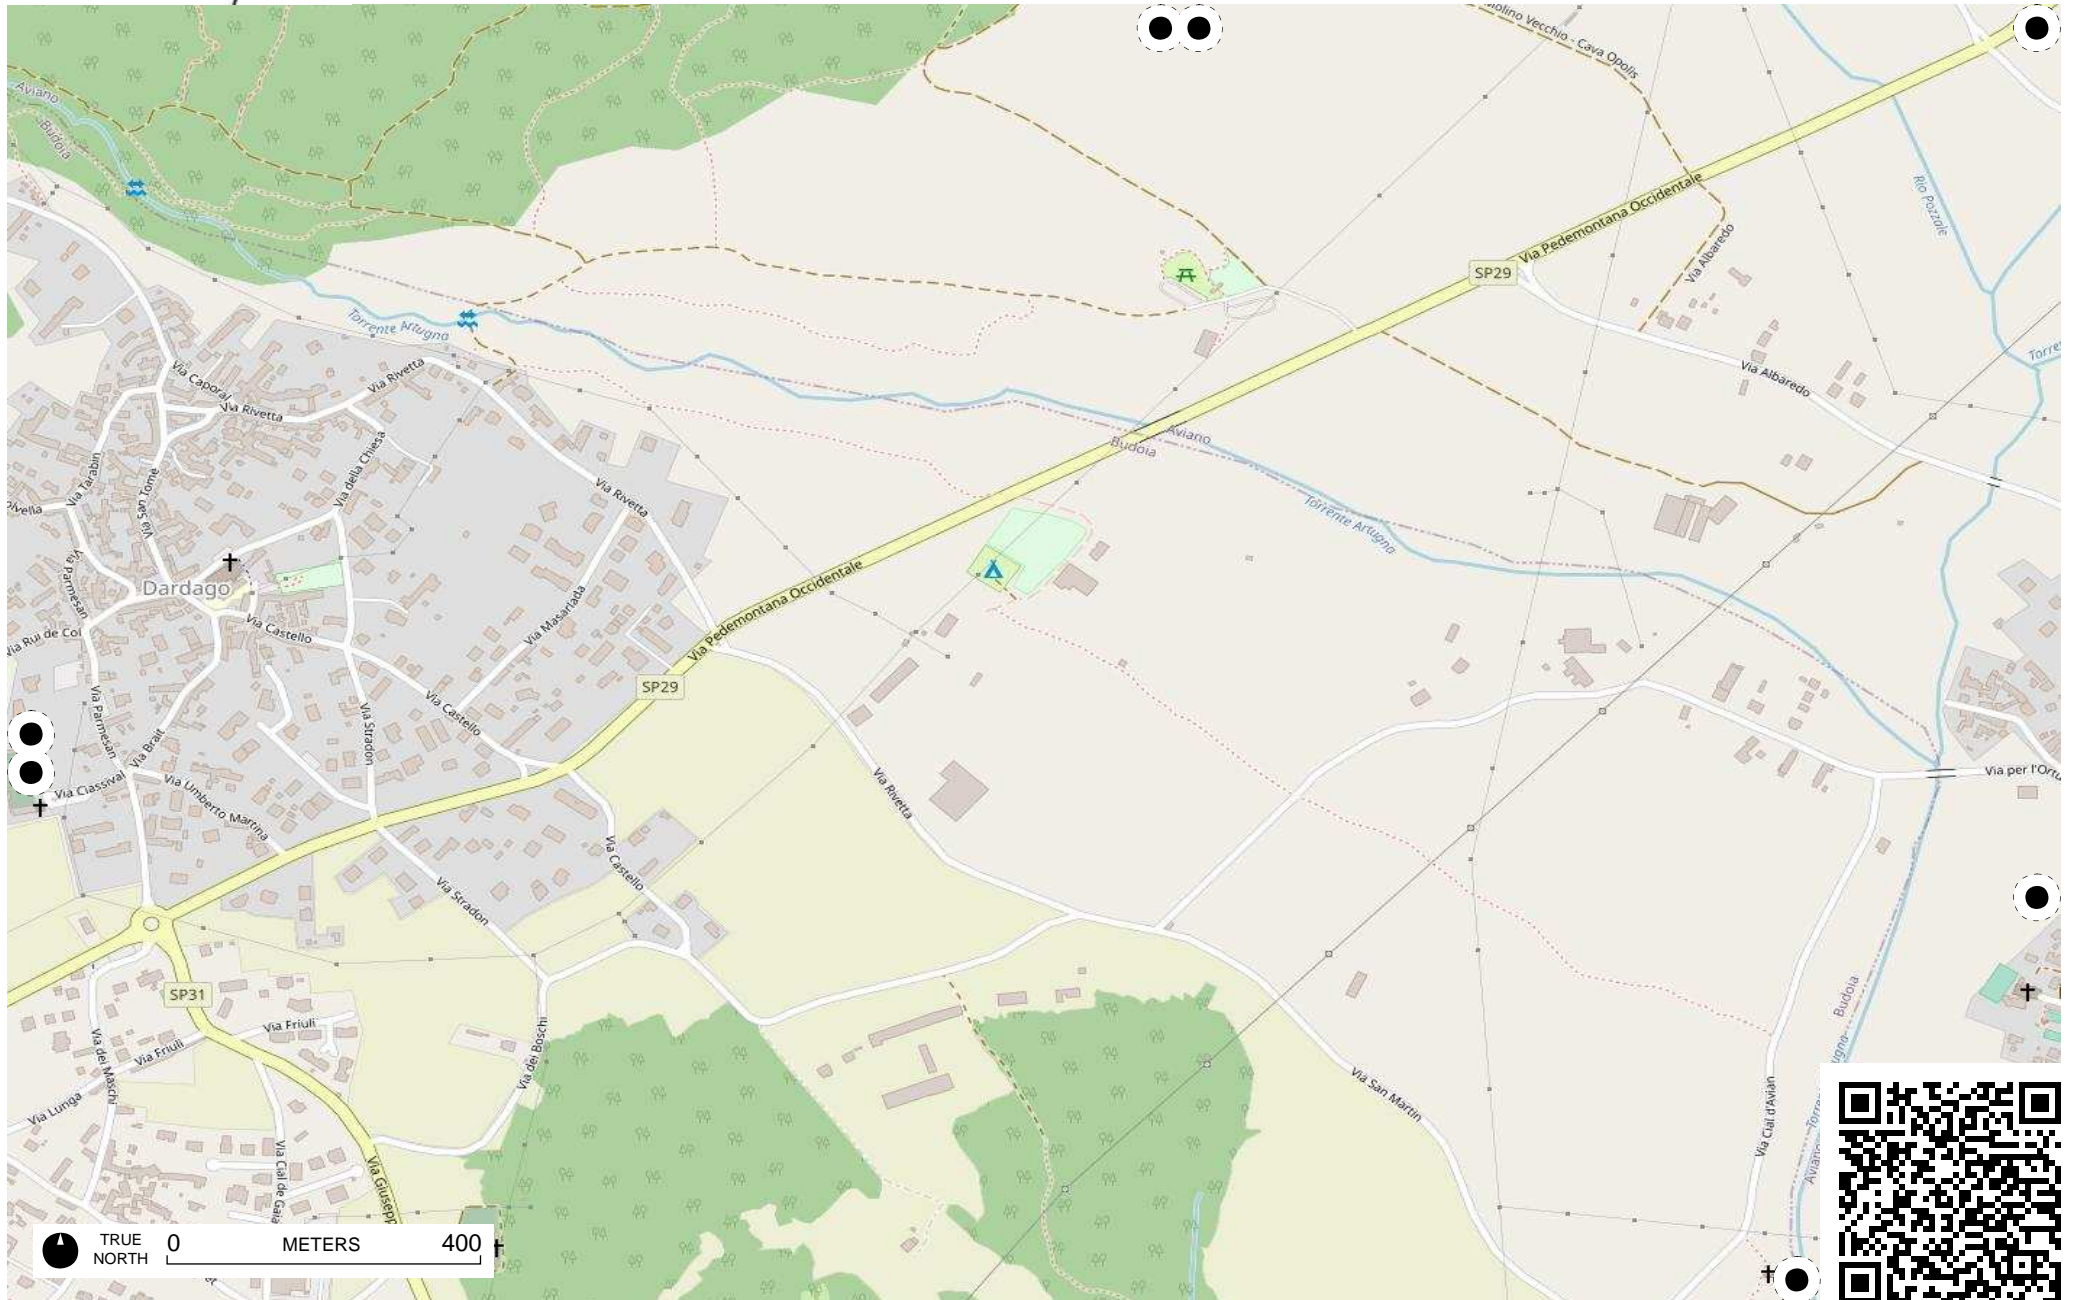 Aviano
Budoia
Cava Opolis
Rio Pozzale
Via Pedemontana Occidentale
SP29
Via Albaredo
Via Albaredo
Torrente Artugna
Via Caporal
Via Rivetta
Via Rivetta
Aviano
Budoia
Via della Chiesa
Via Tarabin
Via San Tomè
Via Rivetta
Torrente Artugna
Via Parmesan
Dardago
Via Pedemontana Occidentale
Via Masariada
Via Castello
Via Rui de Col
SP29
Via Parmesan
Via Castello
Via Stradon
Via Brait
Via Ciassival
Via Umberto Martina
Via Rivetta
Via per l'Ortu
Via Castello
Via Stradon
SP31
Budoia
Via Friuli
Via Friuli
Via dei Maschi
Via dei Boschi
Via Lunga
Via San Martin
Via Cial d'Avian
Via Cial de Gaia
Via Giusepp
Aviano
TRUE
NORTH
0 METERS 400